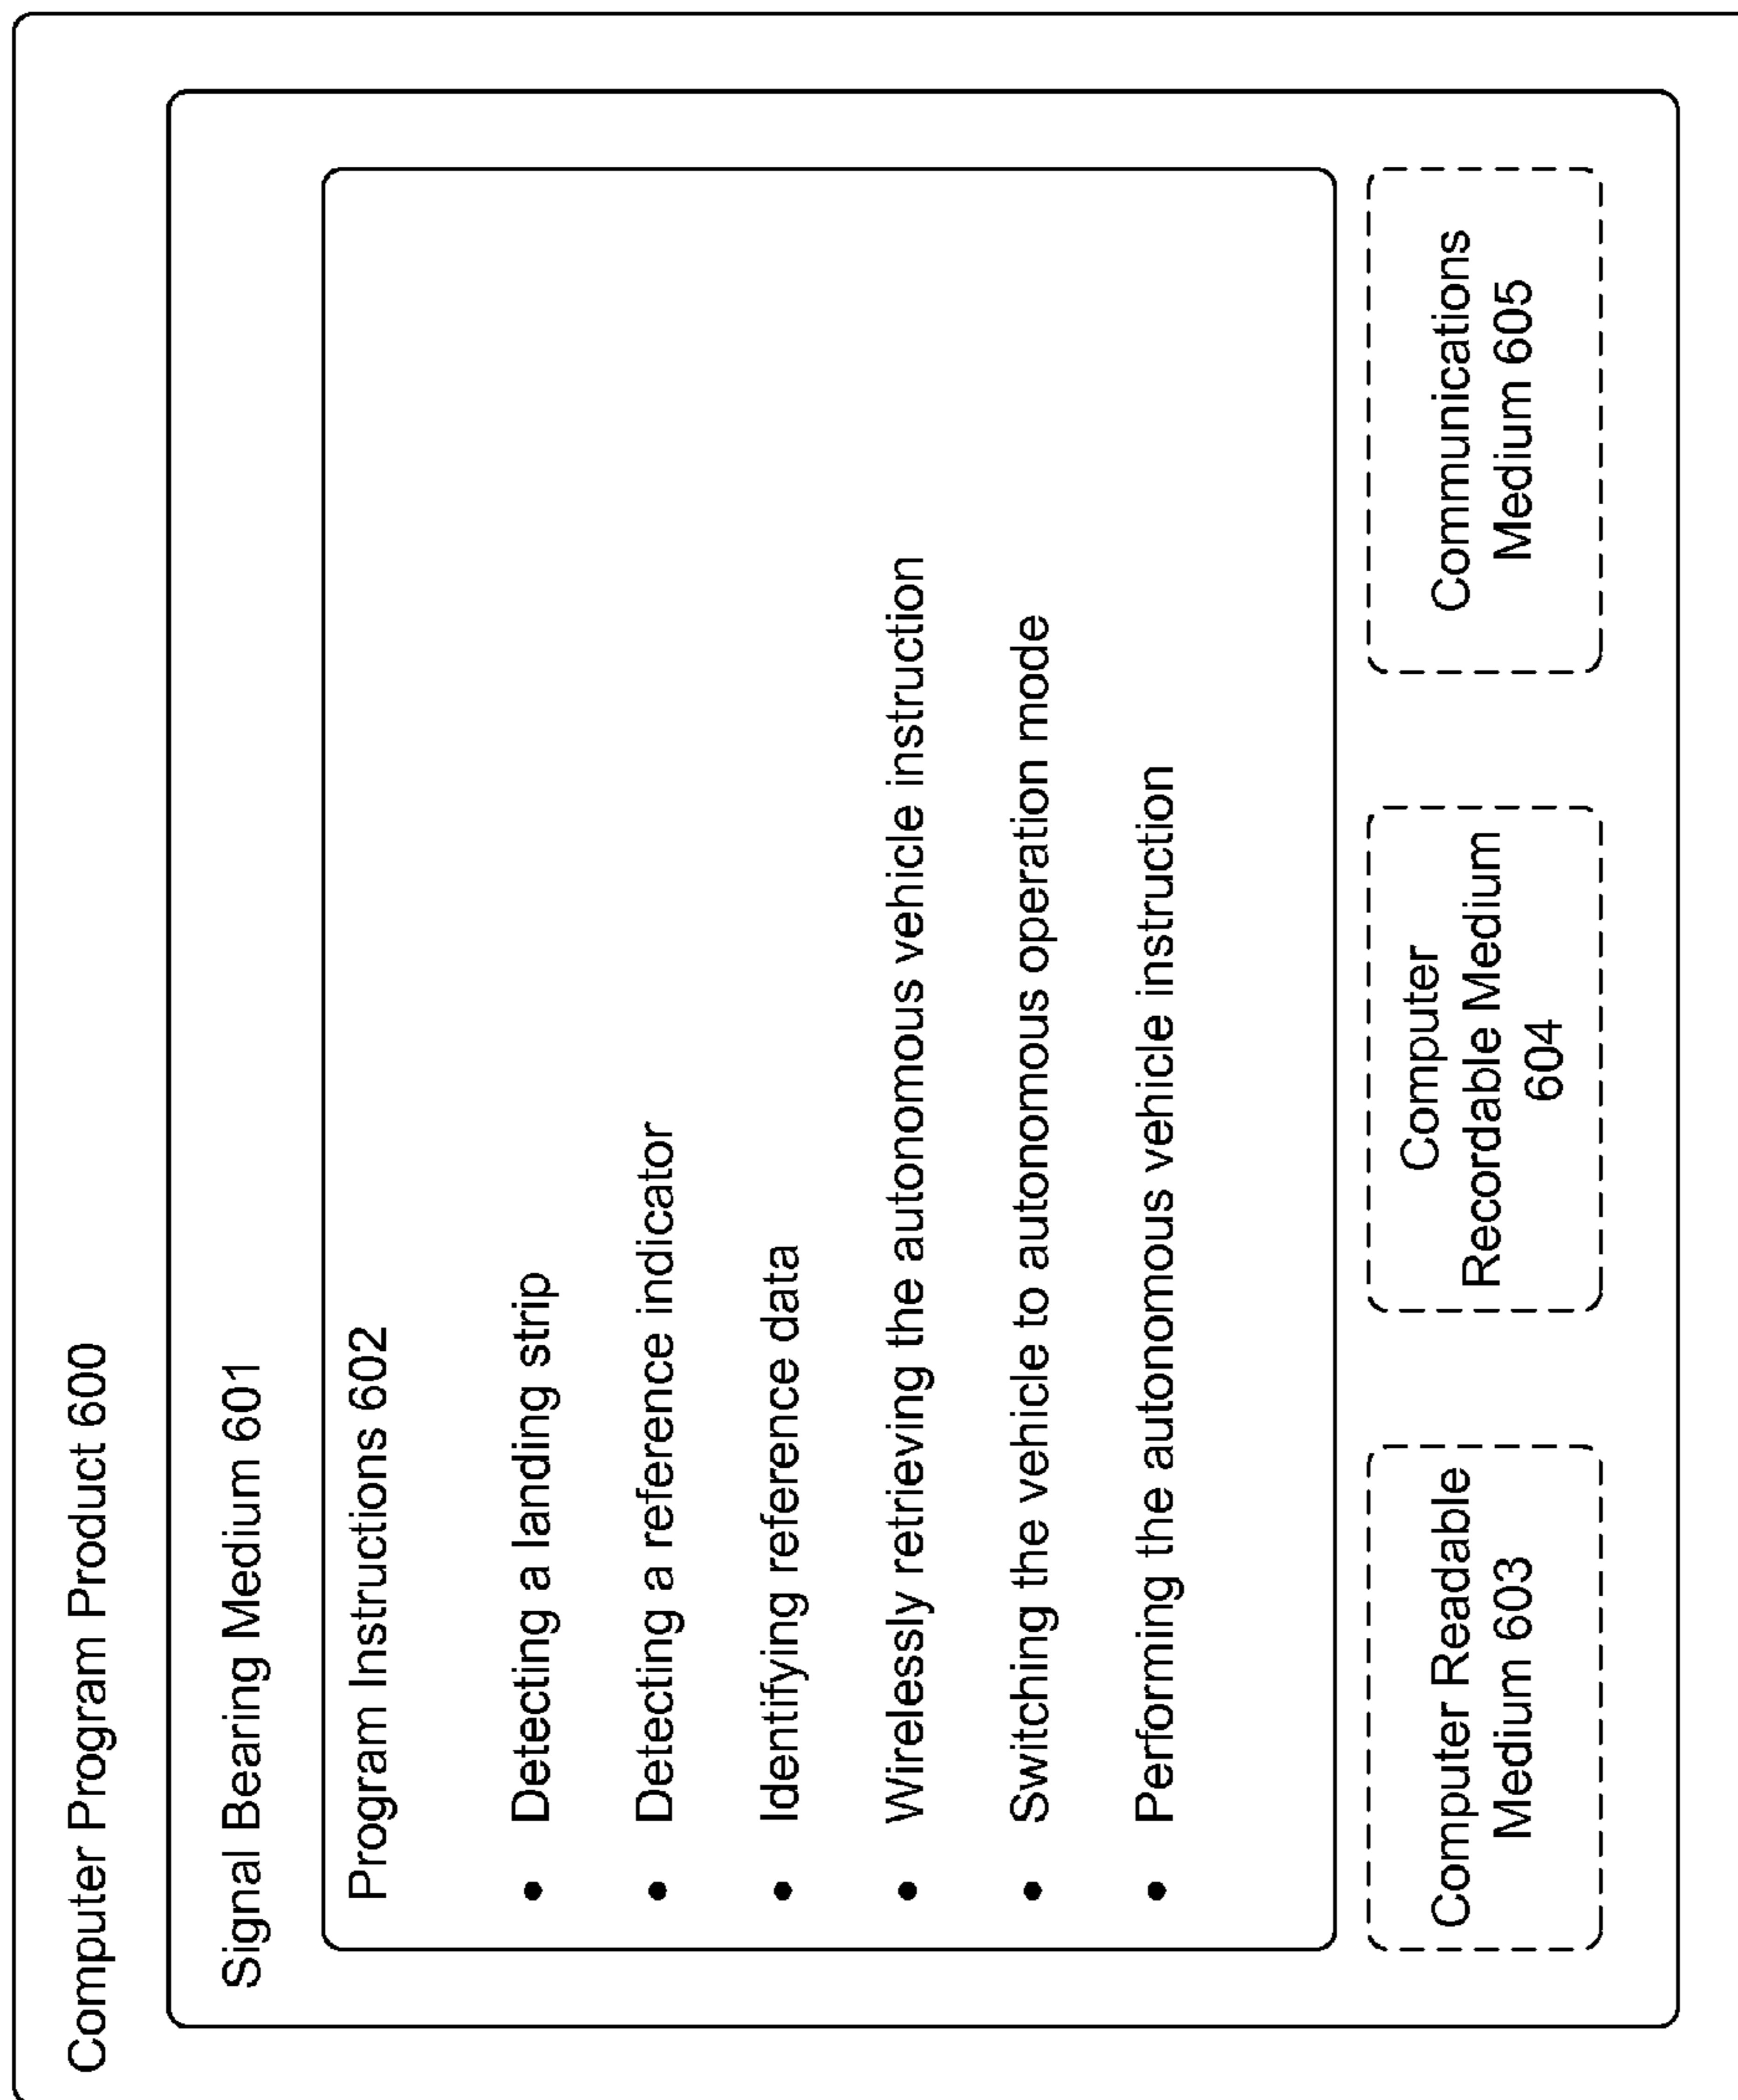 Computer Program Product 600
Signal Bearing Medium 601
Program Instructions 602
• Detecting a landing strip
• Detecting a reference indicator
• Identifying reference data
• Wirelessly retrieving the autonomous vehicle instruction
• Switching the vehicle to autonomous operation mode
• Performing the autonomous vehicle instruction
Computer Readable
Medium 603
Computer
Recordable Medium
604
Communications
Medium 605